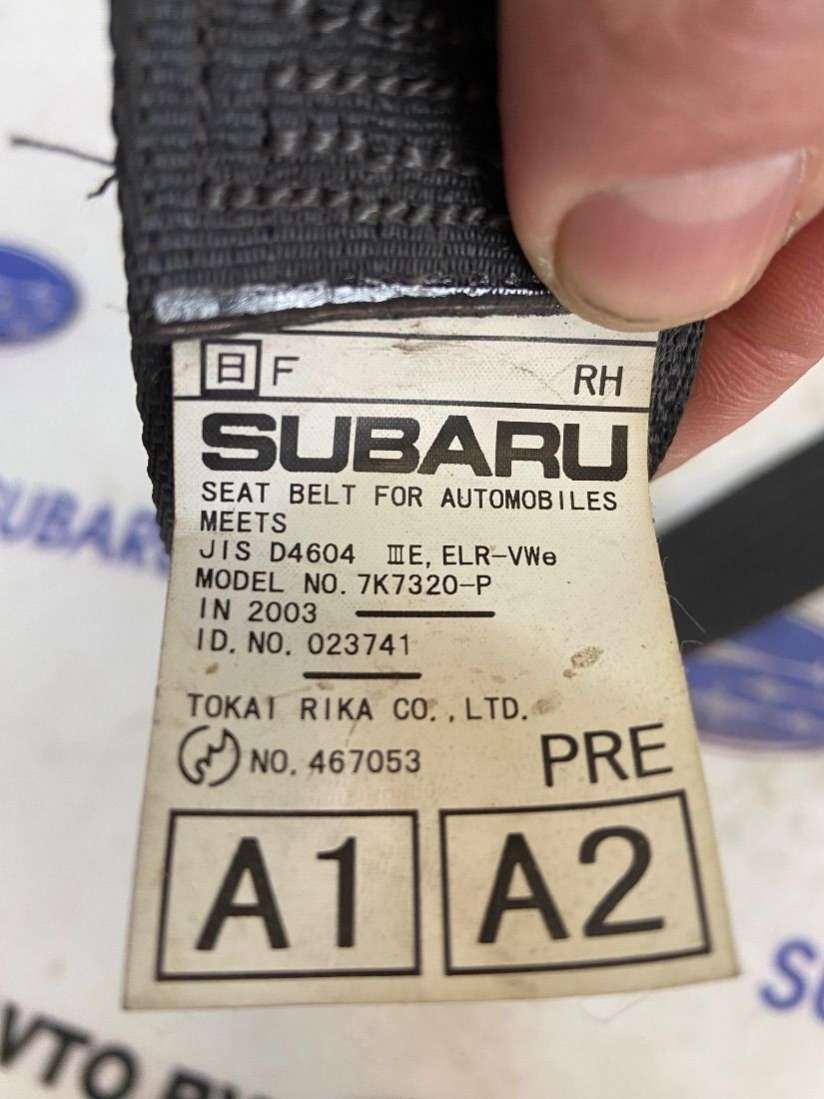 日 F RH
SUBARU
SEAT BELT FOR AUTOMOBILES
MEETS
JIS D4604 ⅢE, ELR-VWe
MODEL NO. 7K7320-P
IN 2003
ID. NO. 023741
TOKAI RIKA CO., LTD.
NO. 467053 PRE
A1 A2
SUBARU